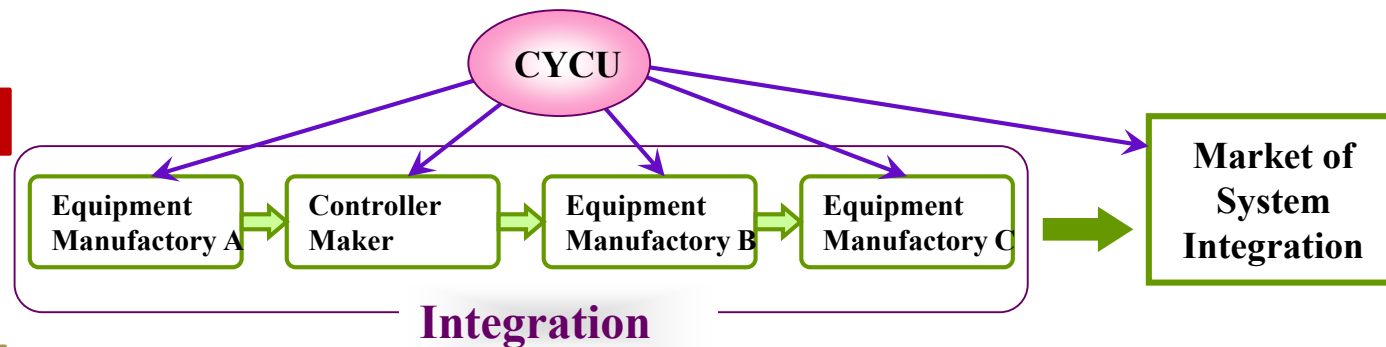 CYCU
Equipment
Manufactory A
Controller
Maker
Equipment
Manufactory B
Equipment
Manufactory C
Market of
System
Integration
Integration